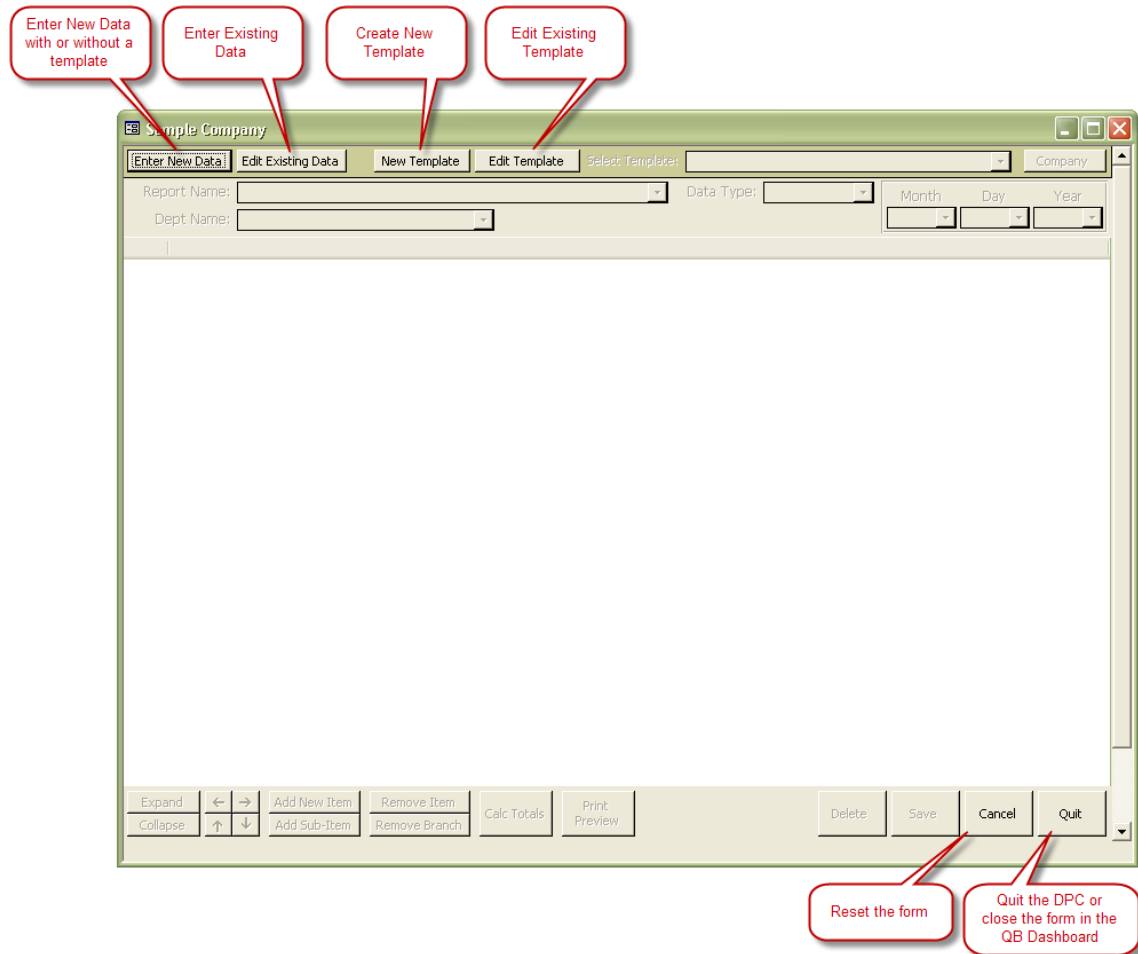 Enter New Data
with or without a
template
Enter Existing
Data
Create New
Template
Edit Existing
Template
Sample Company
Enter New Data Edit Existing Data New Template Edit Template Select Template: Company
Report Name: Data Type: Month Day Year
Dept Name:
Expand ← → Add New Item Remove Item Calc Totals Print
Preview Delete Save Cancel Quit
Collapse ↑ ↓ Add Sub-Item Remove Branch
Reset the form
Quit the DPC or
close the form in the
QB Dashboard